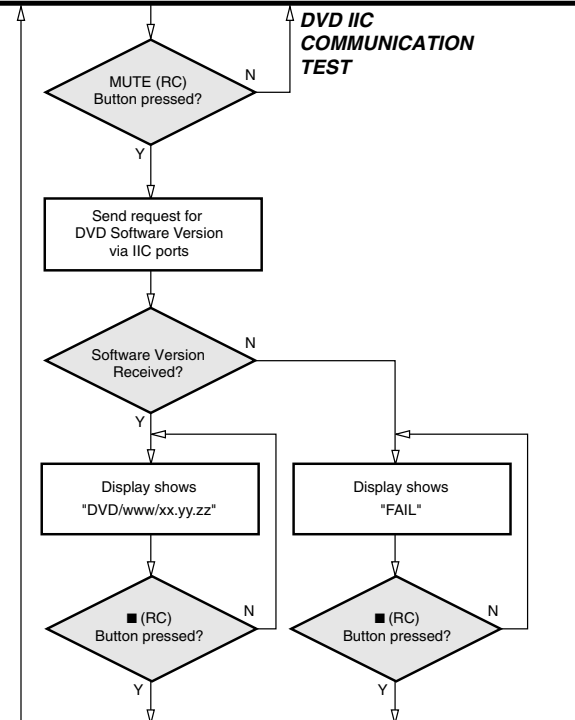 DVD IIC
COMMUNICATION
TEST
MUTE (RC)
Button pressed?
N
Y
Send request for
DVD Software Version
via IIC ports
Software Version
Received?
N
Y
Display shows
"DVD/www/xx.yy.zz"
Display shows
"FAIL"
■ (RC)
Button pressed?
N
Y
■ (RC)
Button pressed?
N
Y